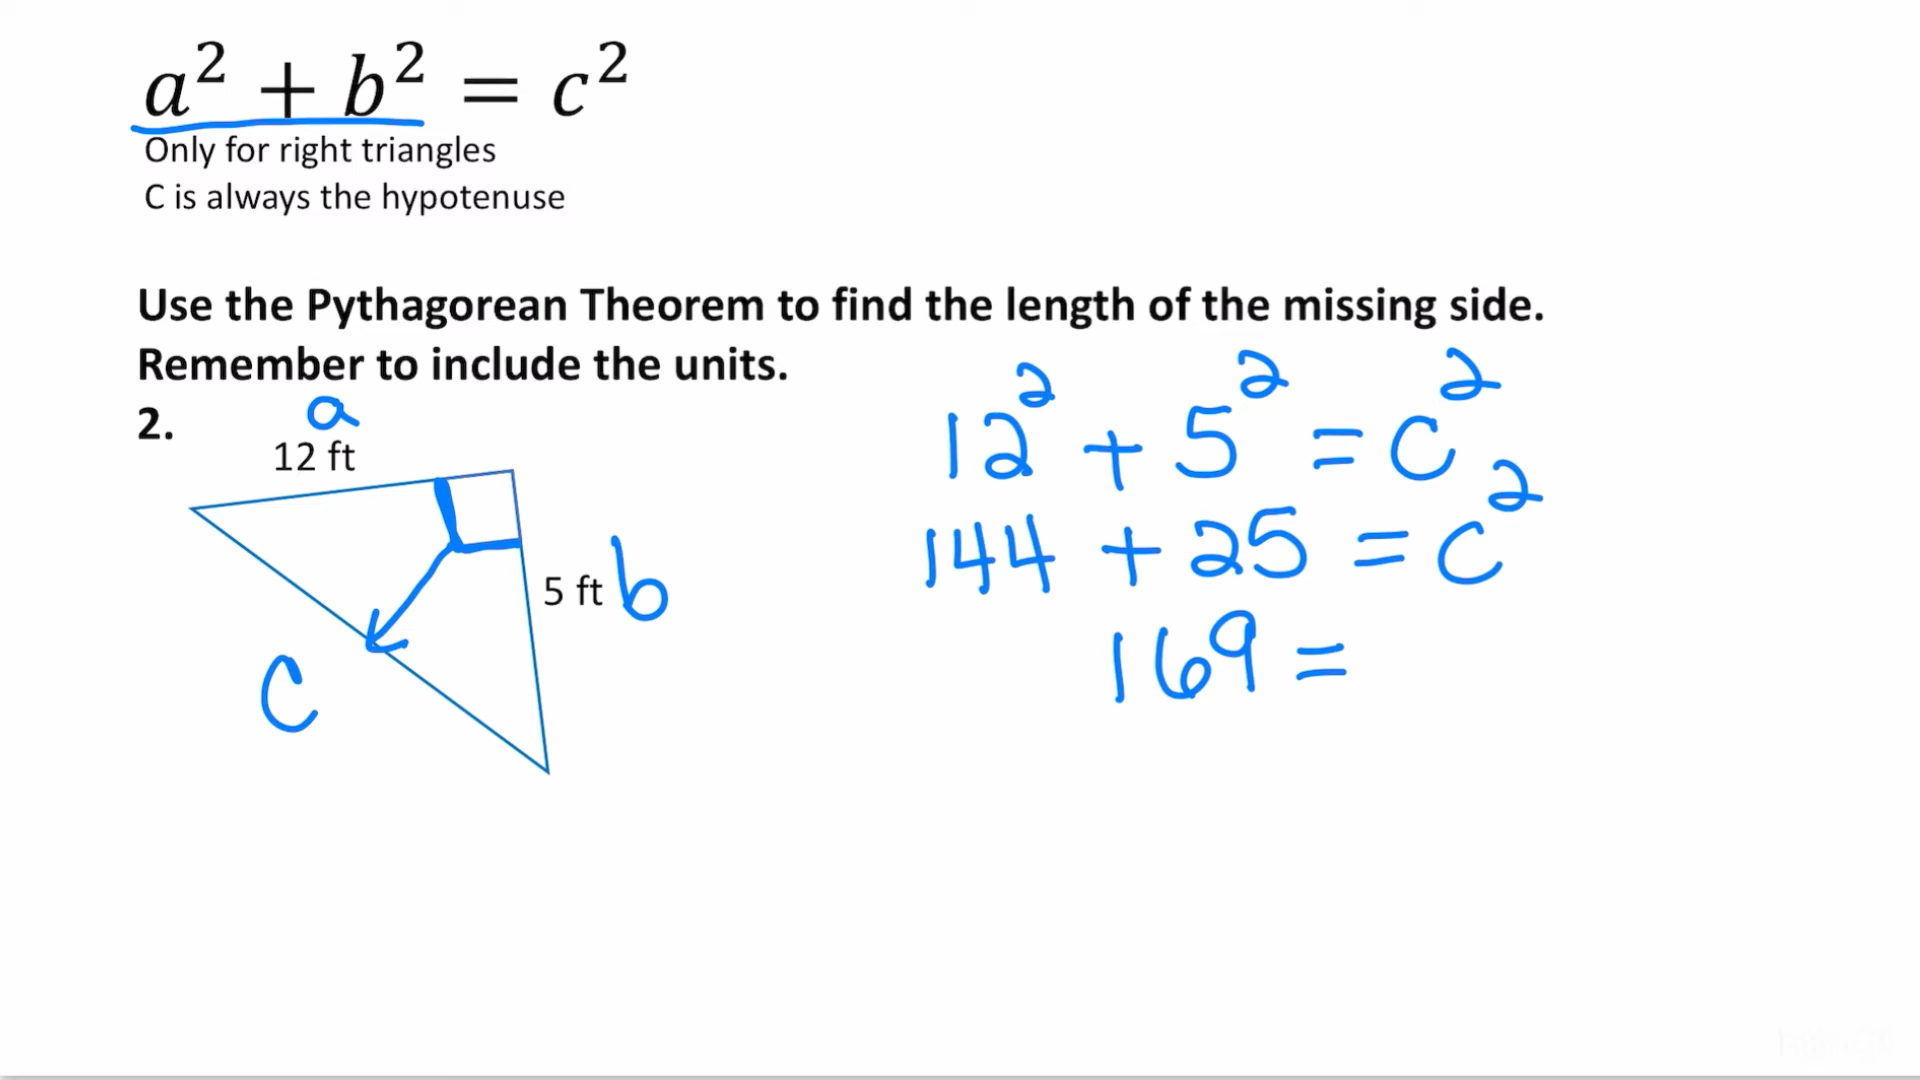 a² + b² = c²
Only for right triangles
C is always the hypotenuse
Use the Pythagorean Theorem to find the length of the missing side.
Remember to include the units.
2.
a
12 ft
5 ft b
c
12² + 5² = c²
144 + 25 = c²
169 =